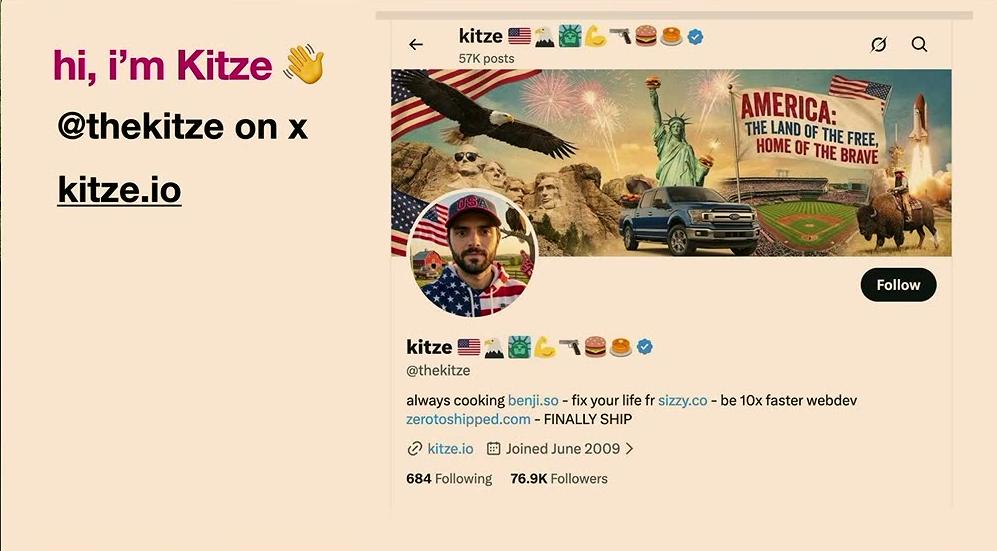 hi, i'm Kitze 👋
@thekitze on x
kitze.io
kitze 🇺🇸🦅🗽💪🔫🍔🥞
57K posts
AMERICA:
THE LAND OF THE FREE,
HOME OF THE BRAVE
USA
Follow
kitze 🇺🇸🦅🗽💪🔫🍔🥞
@thekitze
always cooking benji.so - fix your life fr sizzy.co - be 10x faster webdev
zerotoshipped.com - FINALLY SHIP
kitze.io Joined June 2009
684 Following 76.9K Followers